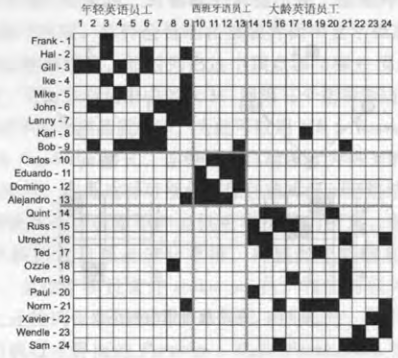 年轻英语员工 西班牙语员工 大龄英语员工
1 2 3 4 5 6 7 8 9 10 11 12 13 14 15 16 17 18 19 20 21 22 23 24
Frank - 1
Hal - 2
Gill - 3
Ike - 4
Mike - 5
John - 6
Lanny - 7
Karl - 8
Bob - 9
Carlos - 10
Eduardo - 11
Domingo - 12
Alejandro - 13
Quint - 14
Russ - 15
Utrecht - 16
Ted - 17
Ozzie - 18
Vern - 19
Paul - 20
Norm - 21
Xavier - 22
Wendle - 23
Sam - 24